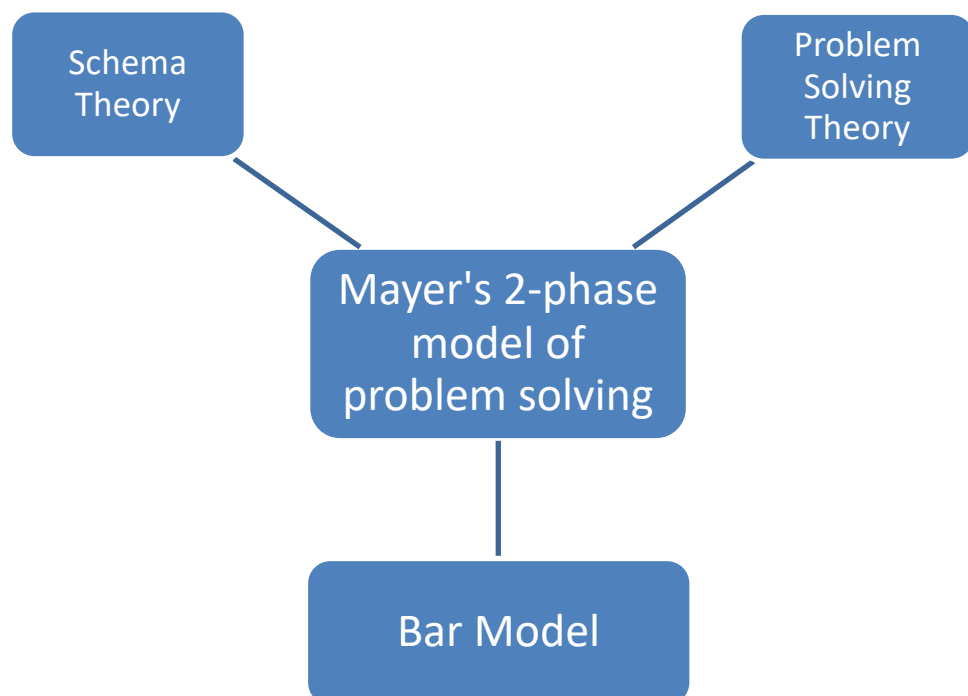 Schema
Theory
Problem
Solving
Theory
Mayer's 2-phase
model of
problem solving
Bar Model